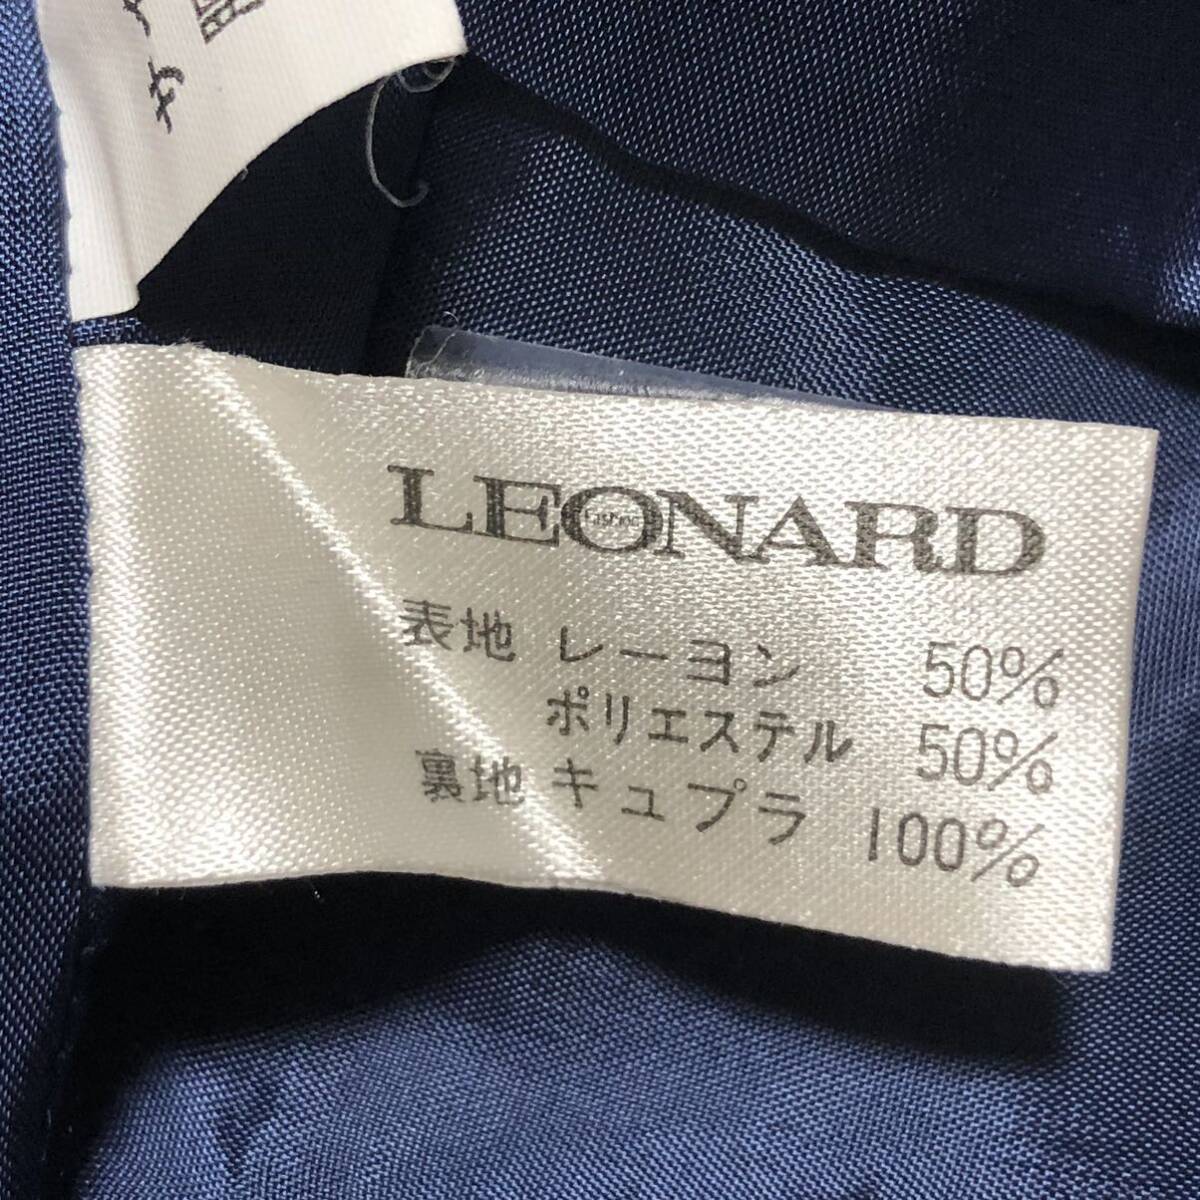 LEONARD
Fashion
表地 レーヨン 50%
ポリエステル 50%
裏地 キュプラ 100%